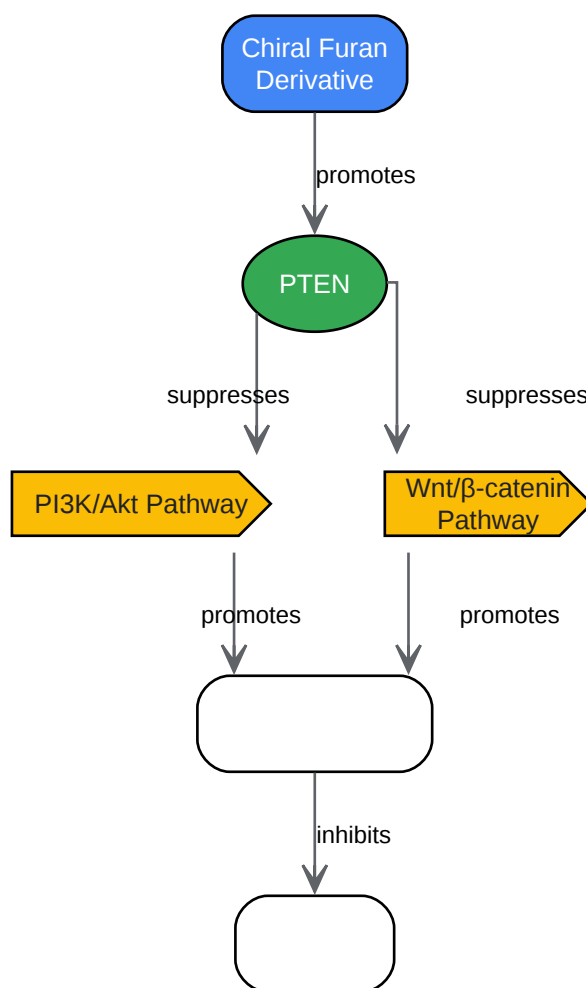 Chiral Furan
Derivative
promotes
PTEN
suppresses
suppresses
PI3K/Akt Pathway
Wnt/β-catenin
Pathway
promotes
promotes
inhibits